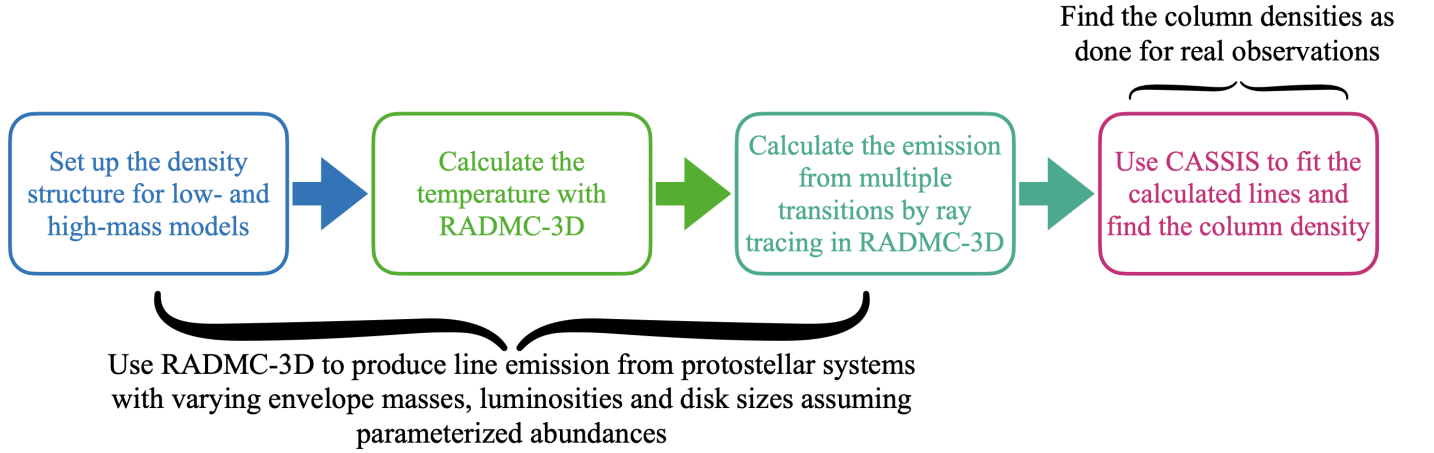 Find the column densities as
done for real observations
Set up the density
structure for low- and
high-mass models
Calculate the
temperature with
RADMC-3D
Calculate the emission
from multiple
transitions by ray
tracing in RADMC-3D
Use CASSIS to fit the
calculated lines and
find the column density
Use RADMC-3D to produce line emission from protostellar systems
with varying envelope masses, luminosities and disk sizes assuming
parameterized abundances